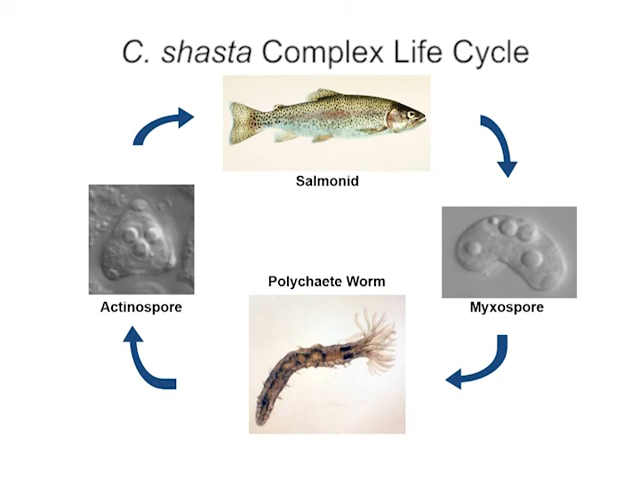 C. shasta Complex Life Cycle
Salmonid
Polychaete Worm
Actinospore
Myxospore